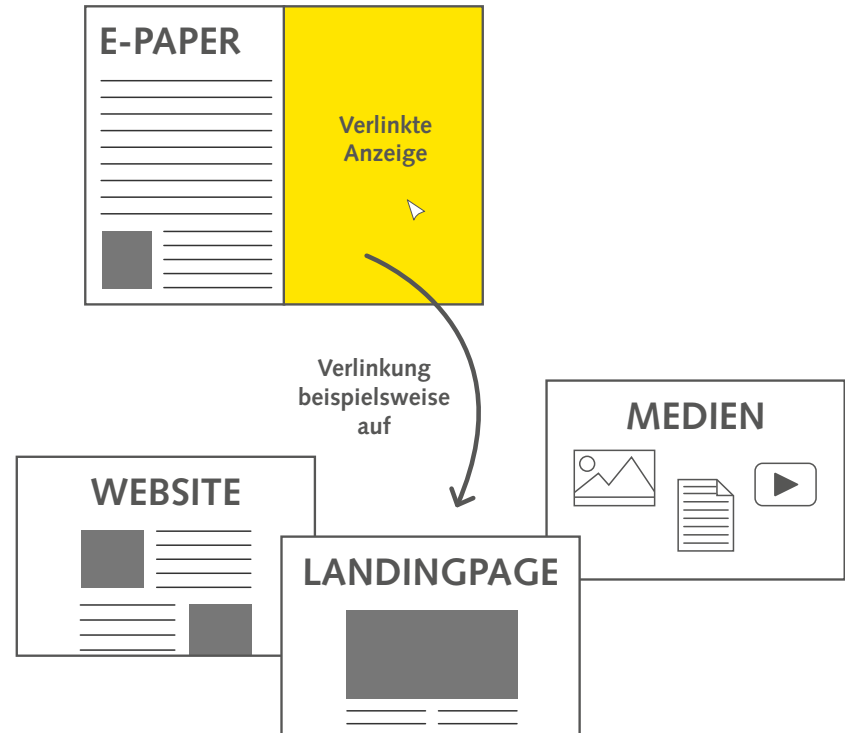 E-PAPER
Verlinkte
Anzeige
Verlinkung
beispielsweise
auf
MEDIEN
WEBSITE
LANDINGPAGE